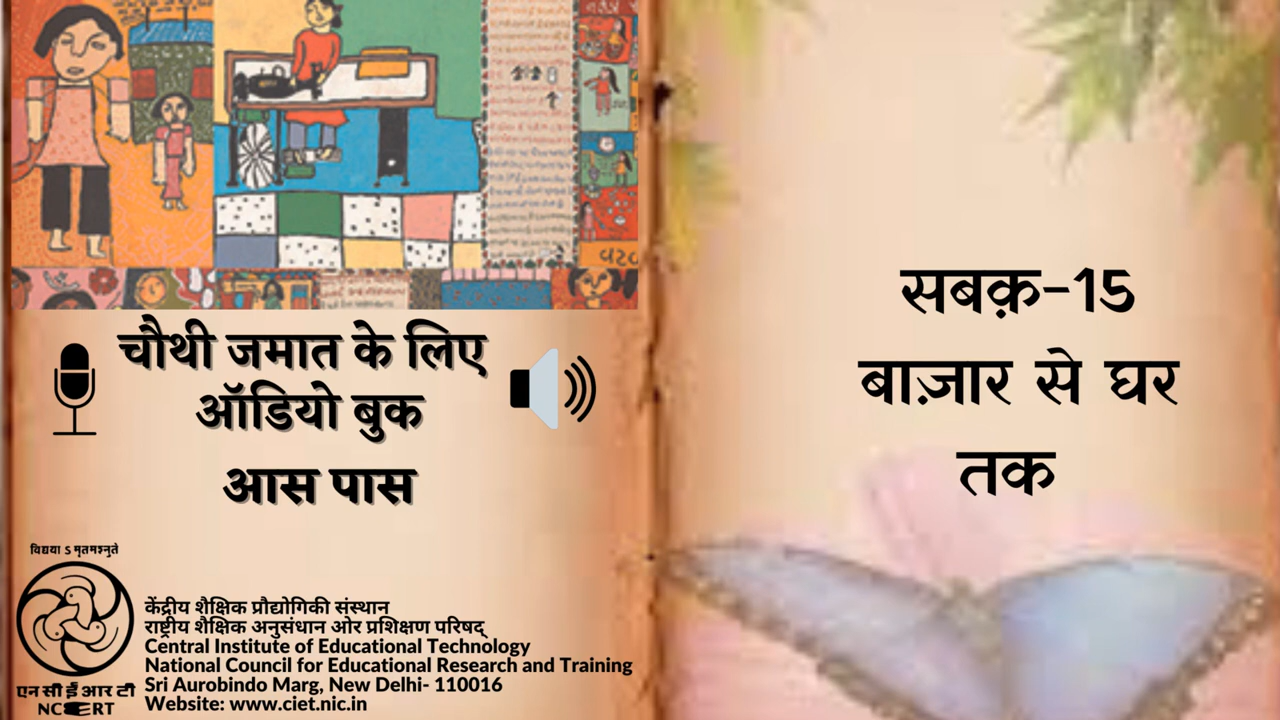 चौथी जमात के लिए
ऑडियो बुक
आस पास
विद्यया ऽ मृतमश्नुते
एन सी ई आर टी
NCERT
केंद्रीय शैक्षिक प्रौद्योगिकी संस्थान
राष्ट्रीय शैक्षिक अनुसंधान ओर प्रशिक्षण परिषद्
Central Institute of Educational Technology
National Council for Educational Research and Training
Sri Aurobindo Marg, New Delhi- 110016
Website: www.ciet.nic.in
सबक़-15
बाज़ार से घर
तक